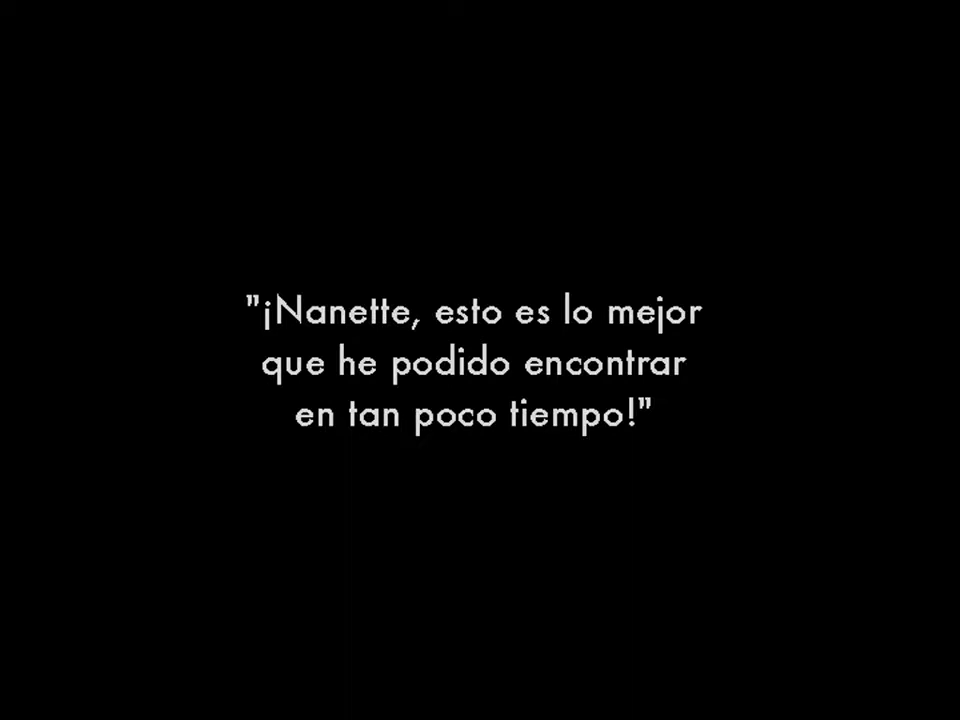 "¡Nanette, esto es lo mejor
que he podido encontrar
en tan poco tiempo!"